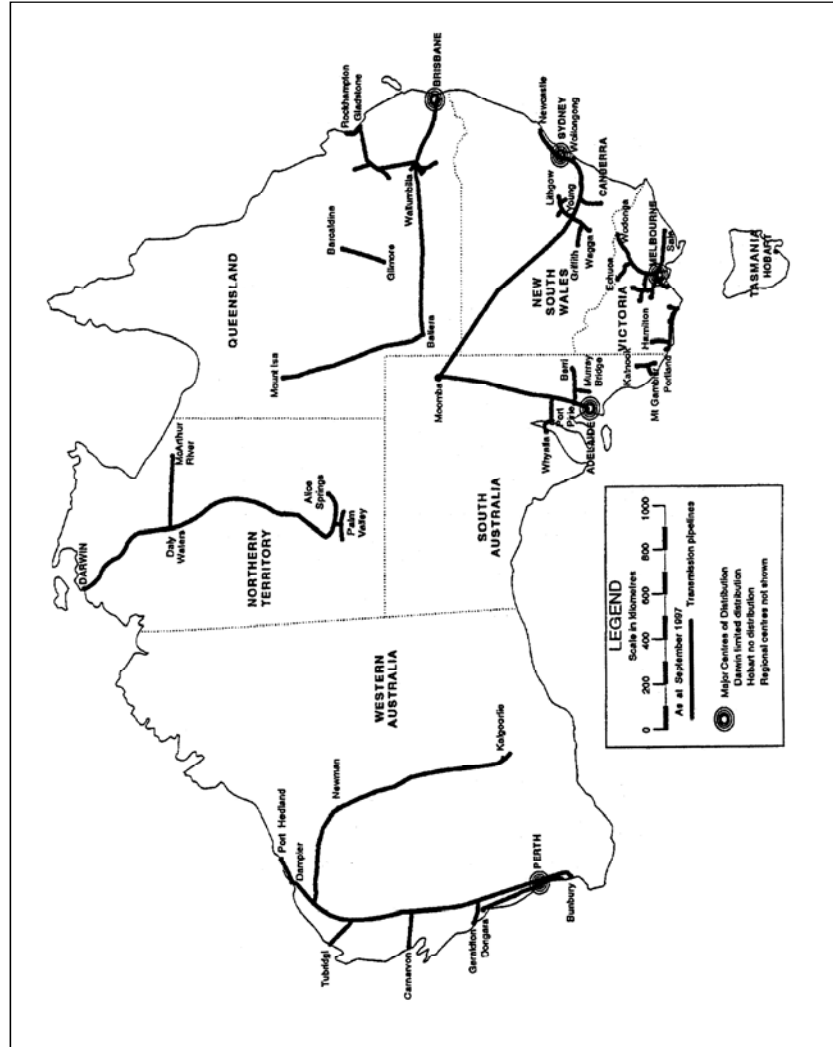 DARWIN
Daly
Waters
McArthur
River
NORTHERN
TERRITORY
Alice
Springs
Palm
Valley
QUEENSLAND
Mount Isa
Barcaldine
Gilmore
Rockhampton
Gladstone
Wallumbilla
BRISBANE
Ballera
WESTERN
AUSTRALIA
Port Hedland
Dampier
Tubridgi
Newman
Carnarvon
Geraldton
Dongara
Kalgoorlie
PERTH
Bunbury
SOUTH
AUSTRALIA
Moomba
Whyalla
Port
Pirie
Berri
Murray
Bridge
ADELAIDE
NEW
SOUTH
WALES
Newcastle
SYDNEY
Wollongong
Lithgow
Young
CANBERRA
Griffith
Wagga
VICTORIA
Wodonga
Echuca
MELBOURNE
Sale
Hamilton
Katnook
Mt Gambier
Portland
TASMANIA
HOBART
LEGEND
Scale in kilometres
0 200 400 600 800 1000
As at September 1997 Transmission pipelines
Major Centres of Distribution
Darwin limited distribution
Hobart no distribution
Regional centres not shown